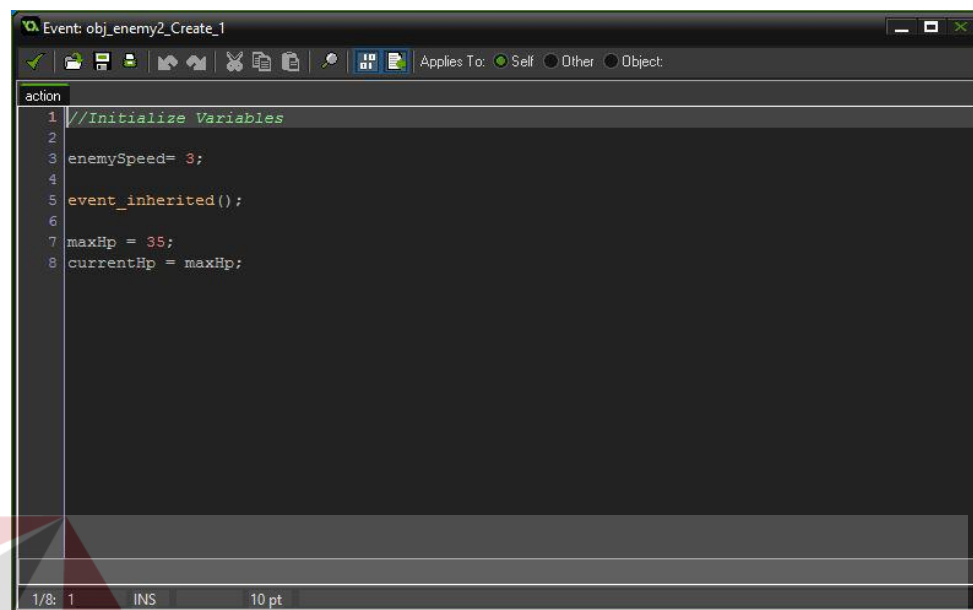 Event: obj_enemy2_Create_1
Applies To: Self Other Object:
action
1 //Initialize Variables
2
3 enemySpeed= 3;
4
5 event_inherited();
6
7 maxHp = 35;
8 currentHp = maxHp;
1/8: 1 INS 10 pt